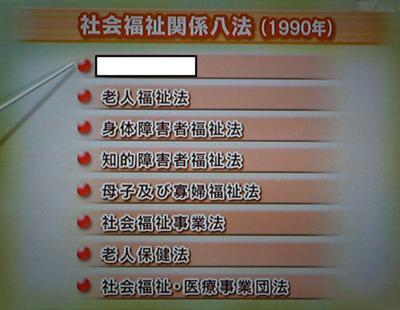 社会福祉関係八法(1990年)
老人福祉法
身体障害者福祉法
知的障害者福祉法
母子及び寡婦福祉法
社会福祉事業法
老人保健法
社会福祉・医療事業団法